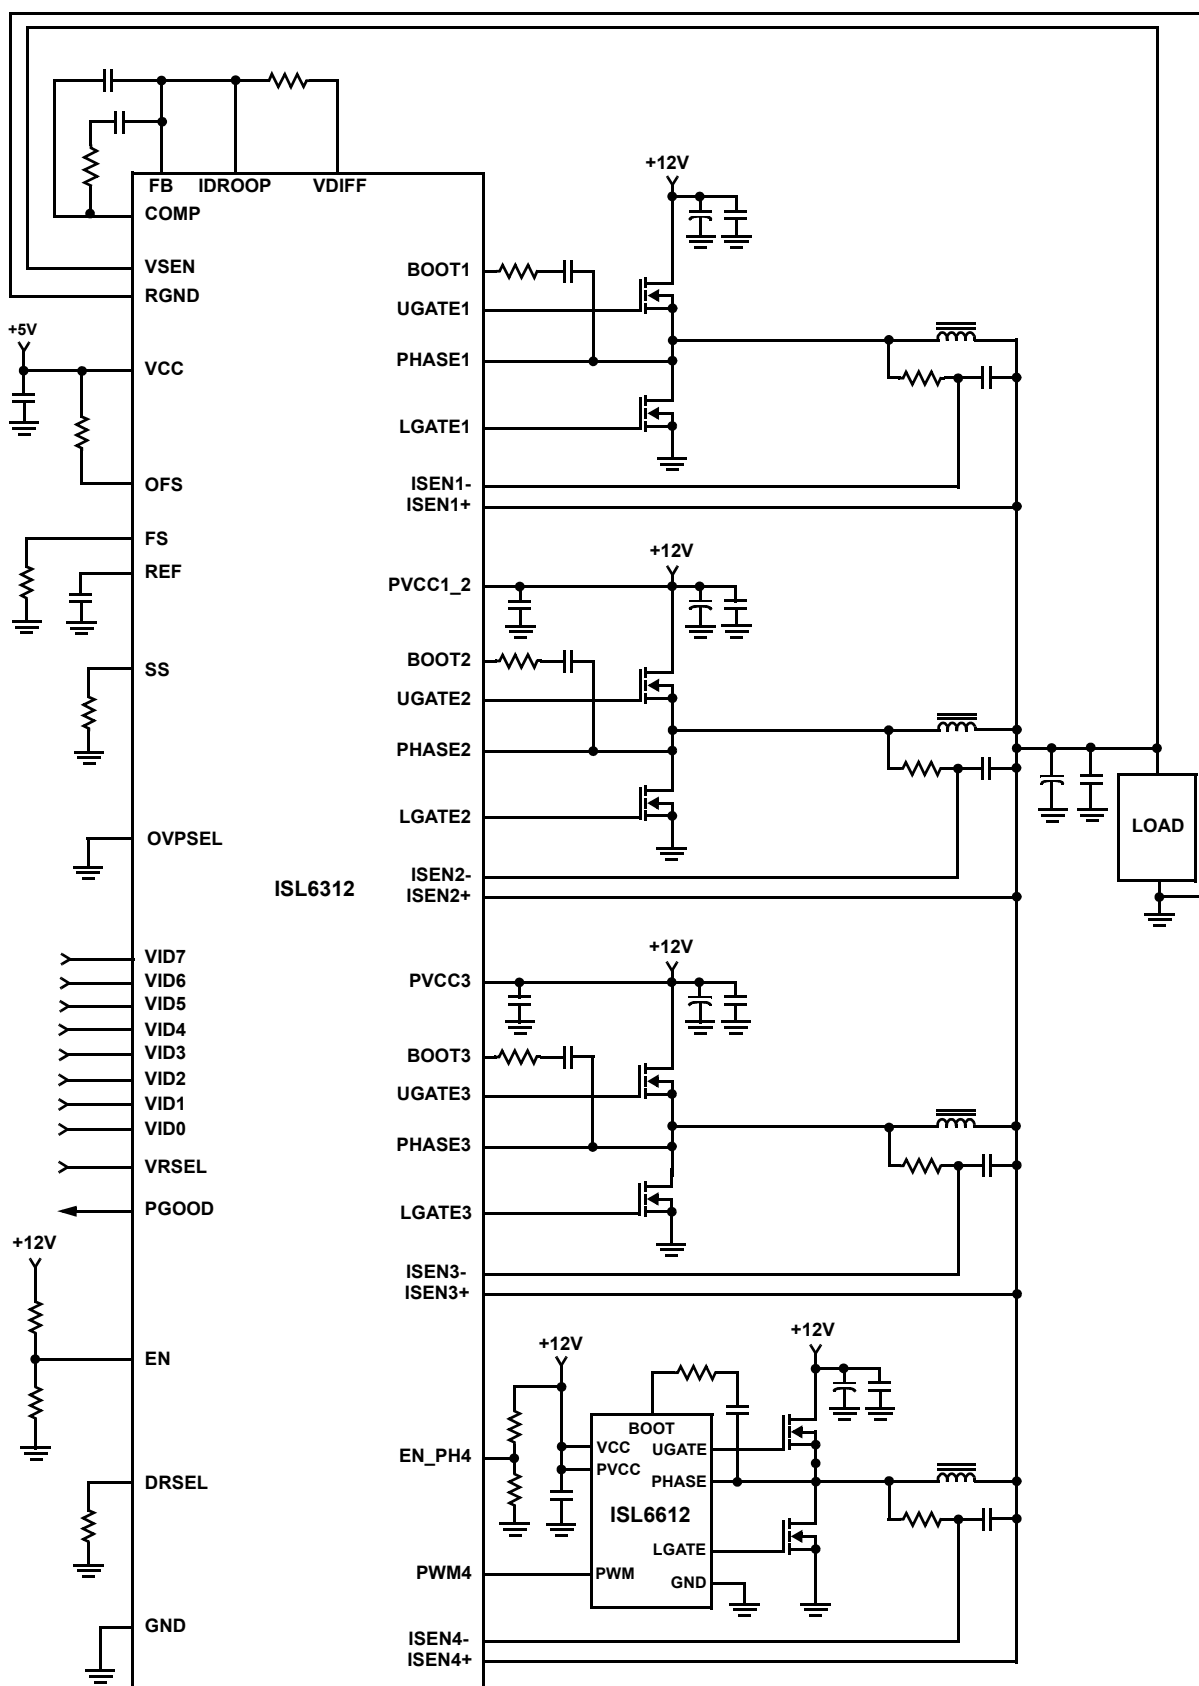 FB IDROOP VDIFF
COMP
VSEN
RGND
+5V
VCC
OFS
FS
REF
SS
OVPSEL
ISL6312
VID7
VID6
VID5
VID4
VID3
VID2
VID1
VID0
VRSEL
PGOOD
+12V
EN
DRSEL
GND
+12V
BOOT1
UGATE1
PHASE1
LGATE1
ISEN1-
ISEN1+
+12V
PVCC1_2
BOOT2
UGATE2
PHASE2
LGATE2
ISEN2-
ISEN2+
LOAD
+12V
PVCC3
BOOT3
UGATE3
PHASE3
LGATE3
ISEN3-
ISEN3+
+12V
+12V
EN_PH4
BOOT
VCC
UGATE
PVCC
PHASE
ISL6612
LGATE
PWM4
PWM
GND
ISEN4-
ISEN4+